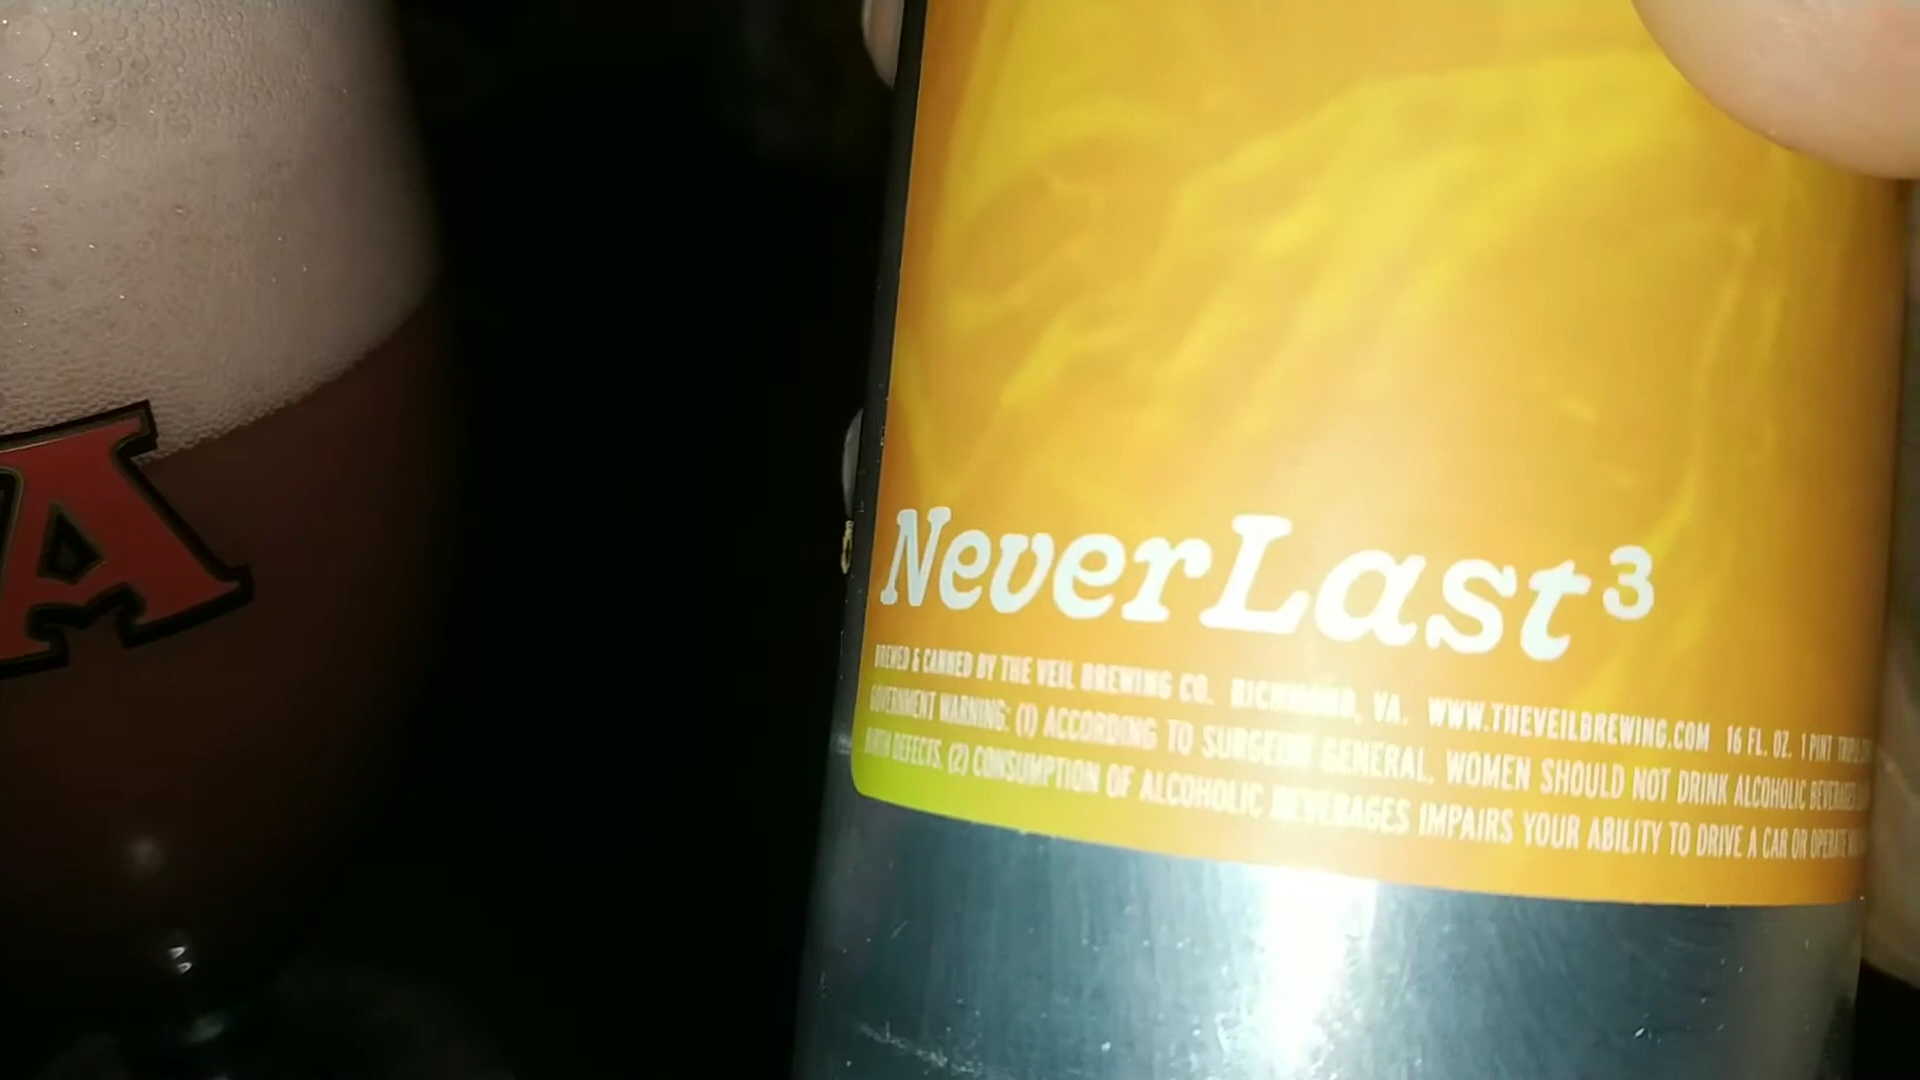 A
NeverLast³
BREWED & CANNED BY THE VEIL BREWING CO. RICHMOND, VA. WWW.THEVEILBREWING.COM 16 FL. OZ. 1 PINT
GOVERNMENT WARNING: (1) ACCORDING TO SURGEON GENERAL, WOMEN SHOULD NOT DRINK ALCOHOLIC BEVERAGES
BIRTH DEFECTS. (2) CONSUMPTION OF ALCOHOLIC BEVERAGES IMPAIRS YOUR ABILITY TO DRIVE A CAR OR OPERATE